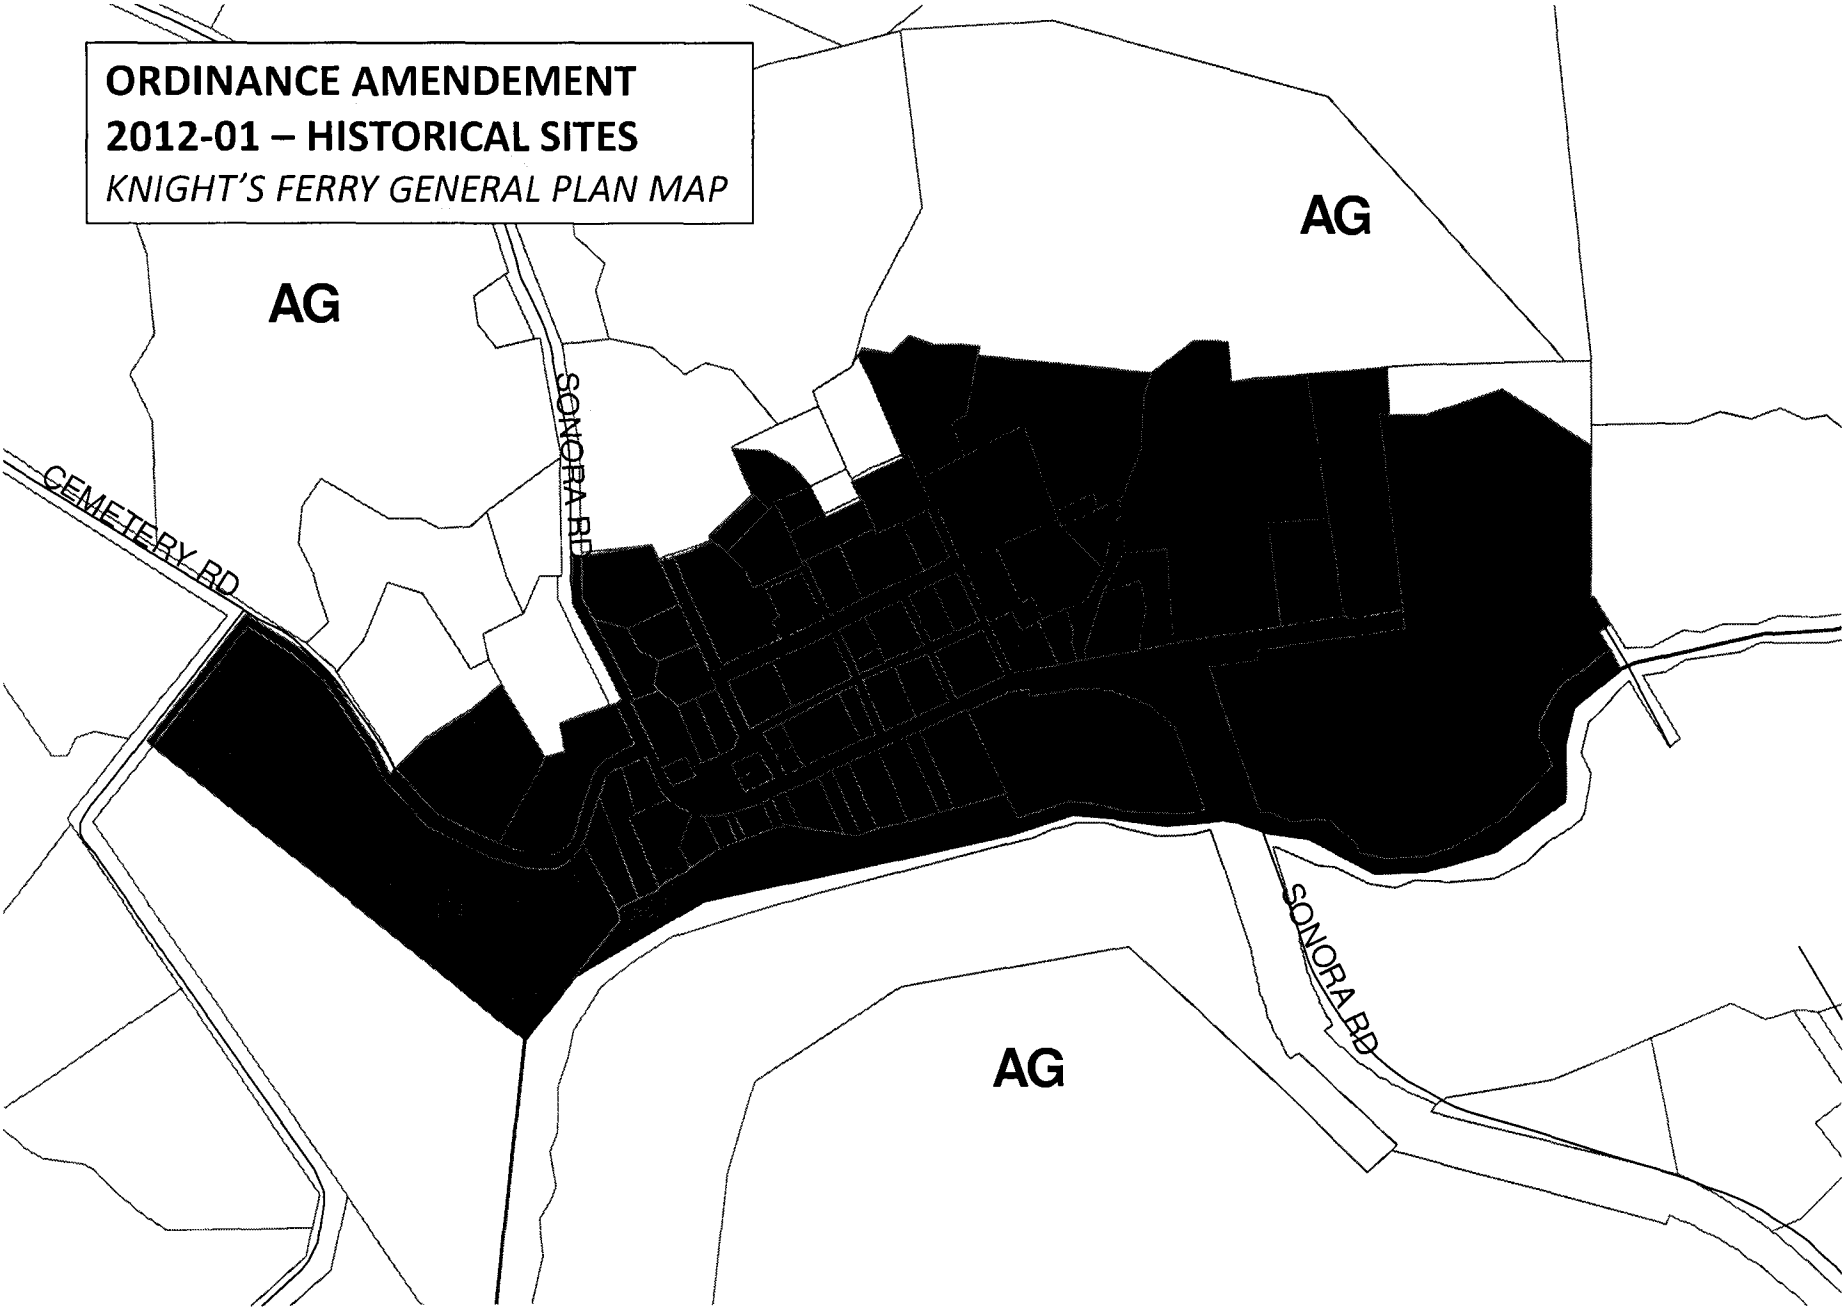 ORDINANCE AMENDEMENT
2012-01 – HISTORICAL SITES
KNIGHT'S FERRY GENERAL PLAN MAP
AG
AG
SONORA RD
CEMETERY RD
SONORA RD
AG